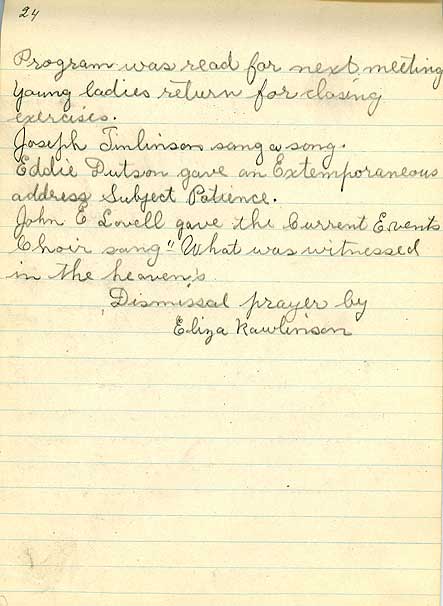 24
Program was read for next meeting
Young Ladies return for closing
exercises.
Joseph Tomlinson sang a song.
Eddie Dutson gave an Extemporaneous
address Subject Patience.
John E Lovell gave the Current Events
Choir sang "What was witnessed
in the heavens
Dismissal prayer by
Eliza Rawlinson